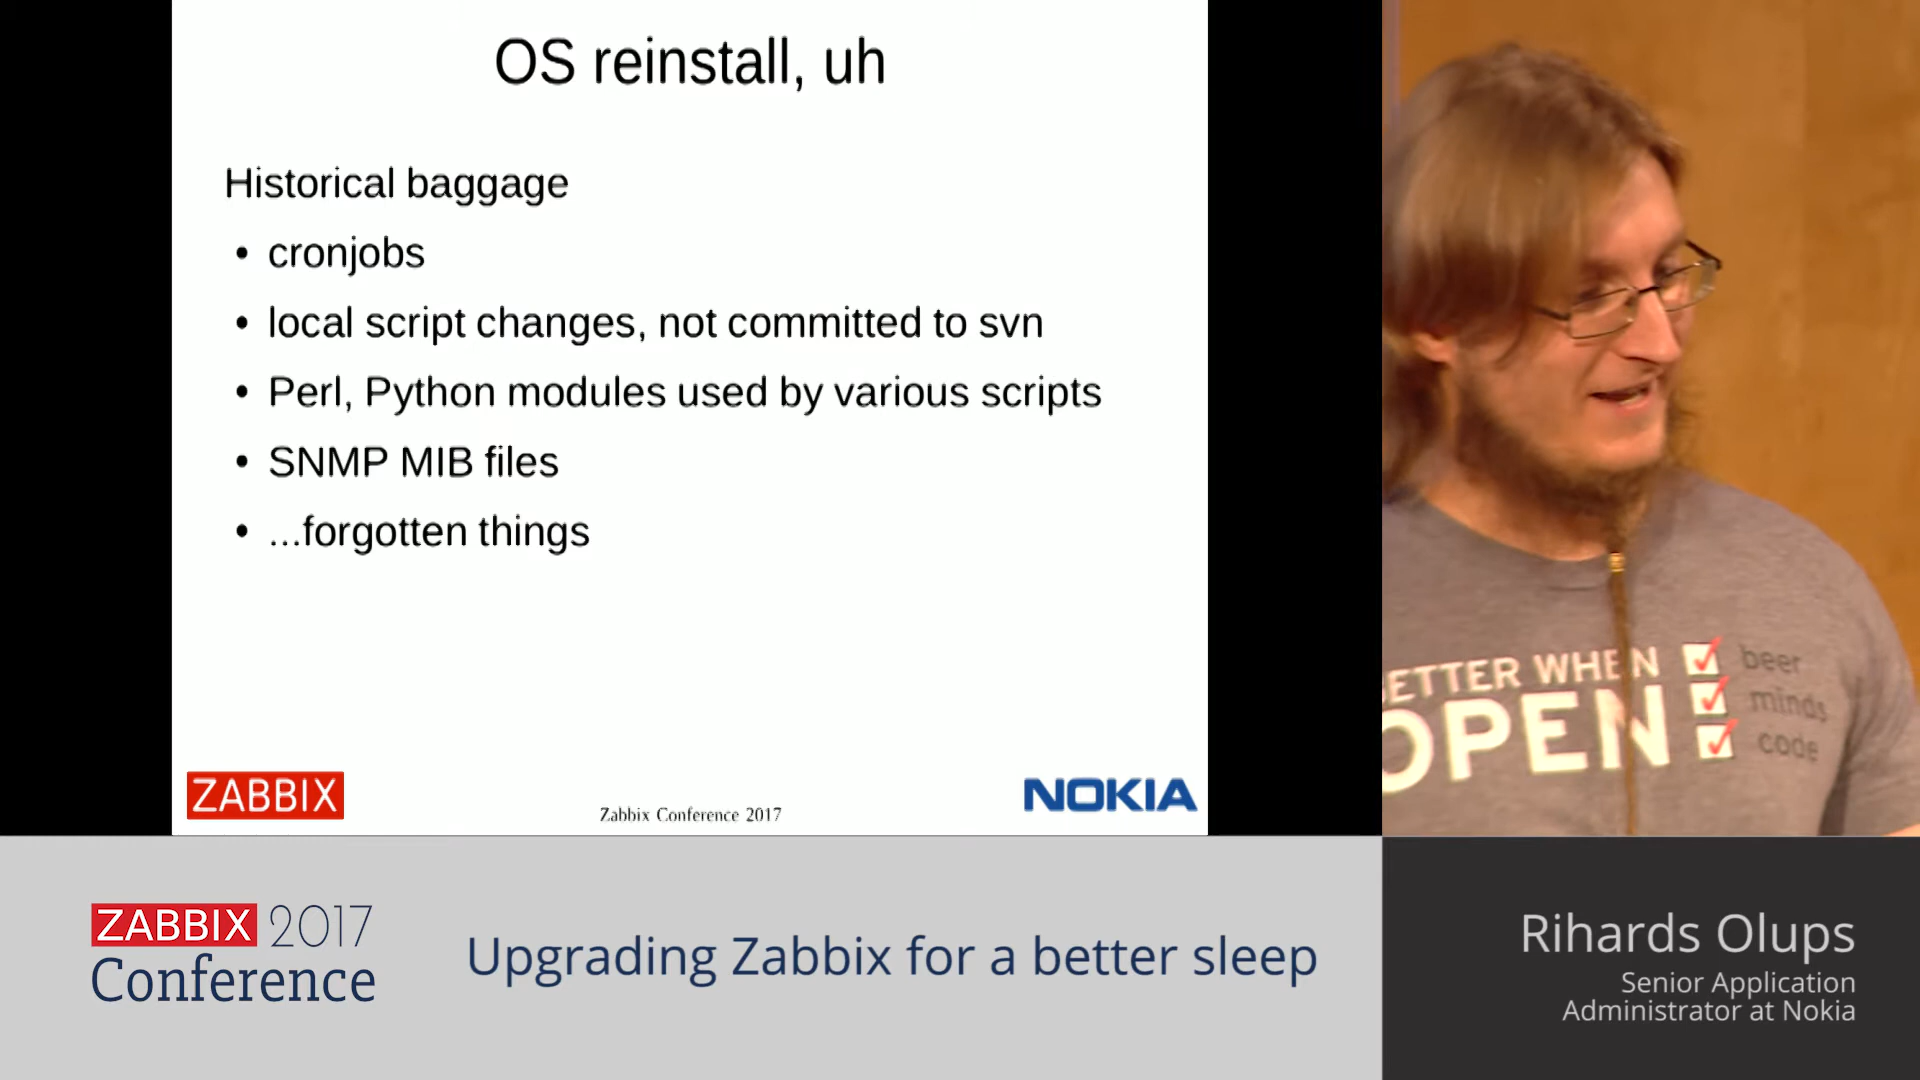 OS reinstall, uh
Historical baggage
• cronjobs
• local script changes, not committed to svn
• Perl, Python modules used by various scripts
• SNMP MIB files
• ...forgotten things
ZABBIX
Zabbix Conference 2017
NOKIA
ETTER WHEN
OPEN
beer
minds
code
ZABBIX 2017
Conference
Upgrading Zabbix for a better sleep
Rihards Olups
Senior Application
Administrator at Nokia